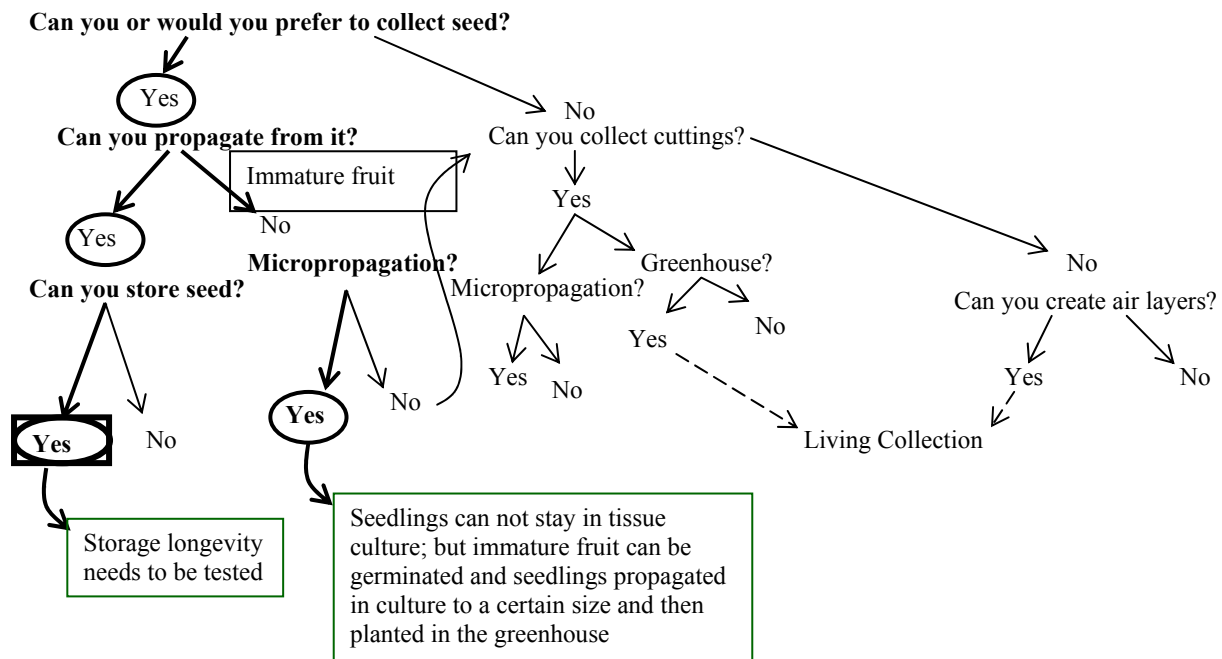 Can you or would you prefer to collect seed?
Yes
No
Can you propagate from it?
Can you collect cuttings?
Immature fruit
Yes
No
Yes
Micropropagation?
Greenhouse?
No
Can you store seed?
Micropropagation?
Can you create air layers?
Yes
No
Yes
No
Yes
No
Yes
No
Yes
No
Yes
No
Living Collection
Storage longevity
needs to be tested
Seedlings can not stay in tissue
culture; but immature fruit can be
germinated and seedlings propagated
in culture to a certain size and then
planted in the greenhouse